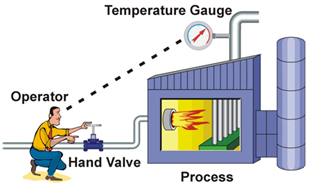 Temperature Gauge
Operator
Hand Valve
Process